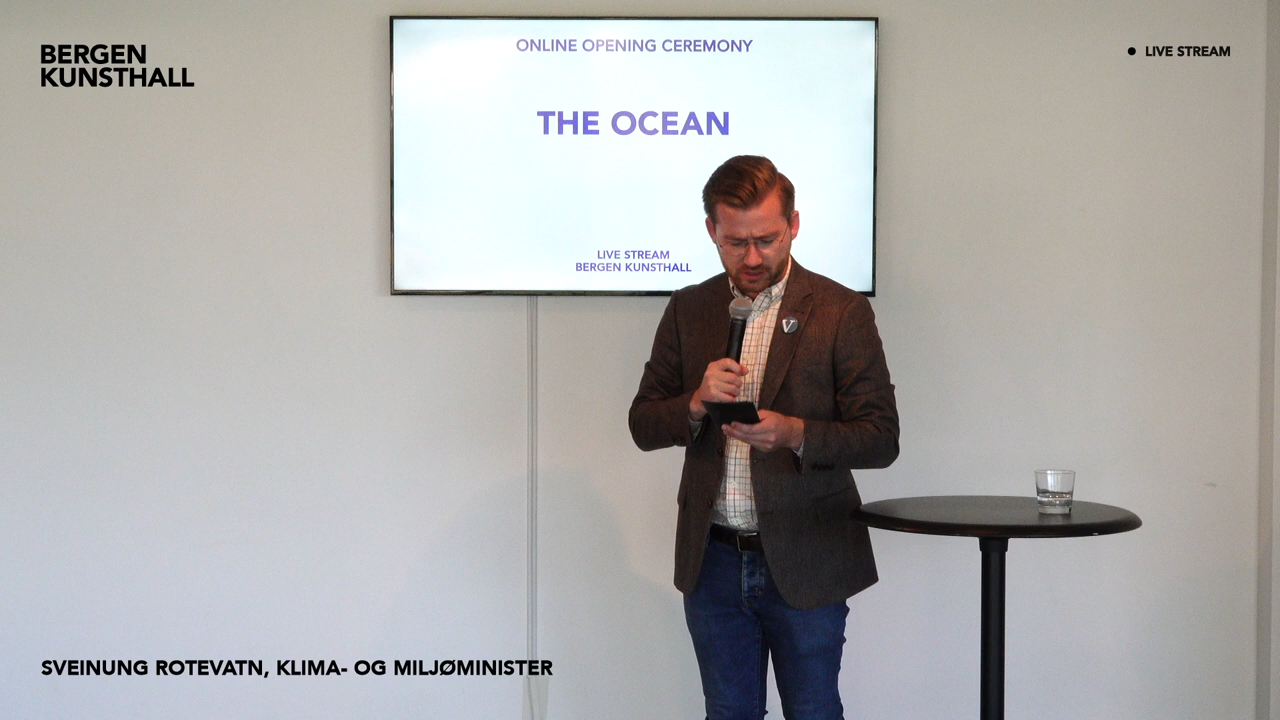 BERGEN
KUNSTHALL
LIVE STREAM
ONLINE OPENING CEREMONY
THE OCEAN
LIVE STREAM
BERGEN KUNSTHALL
V
SVEINUNG ROTEVATN, KLIMA- OG MILJØMINISTER